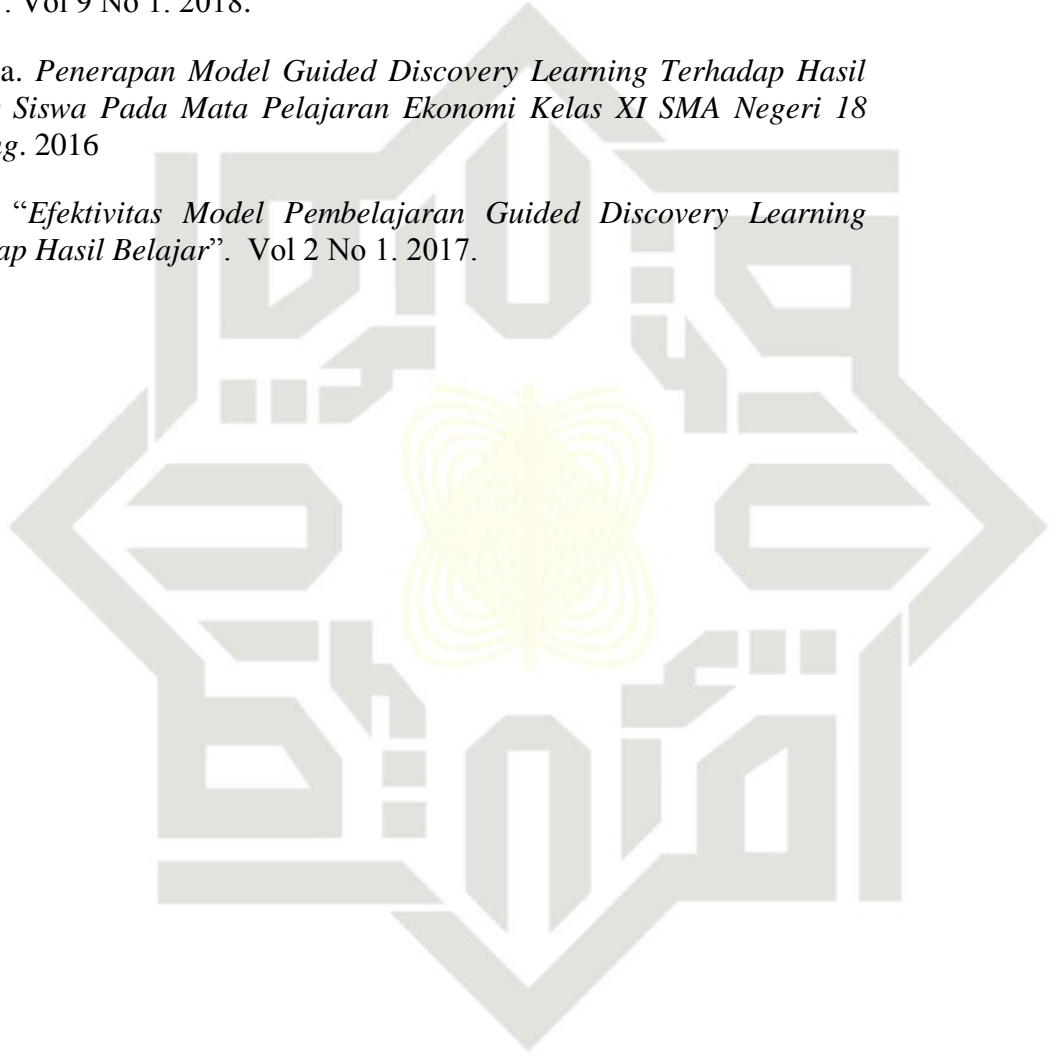 . Vol 9 No 1. 2018.
a. Penerapan Model Guided Discovery Learning Terhadap Hasil
Siswa Pada Mata Pelajaran Ekonomi Kelas XI SMA Negeri 18
g. 2016
“Efektivitas Model Pembelajaran Guided Discovery Learning
ap Hasil Belajar”. Vol 2 No 1. 2017.